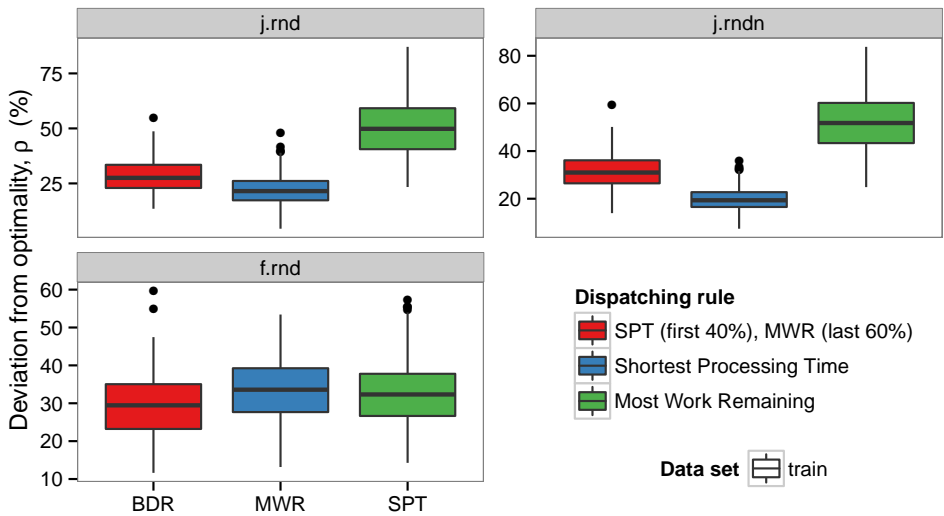 j.rnd
j.rndn
Deviation from optimality, ρ (%)
75
50
25
80
60
40
20
f.rnd
60
50
40
30
20
10
BDR
MWR
SPT
Dispatching rule
SPT (first 40%), MWR (last 60%)
Shortest Processing Time
Most Work Remaining
Data set train